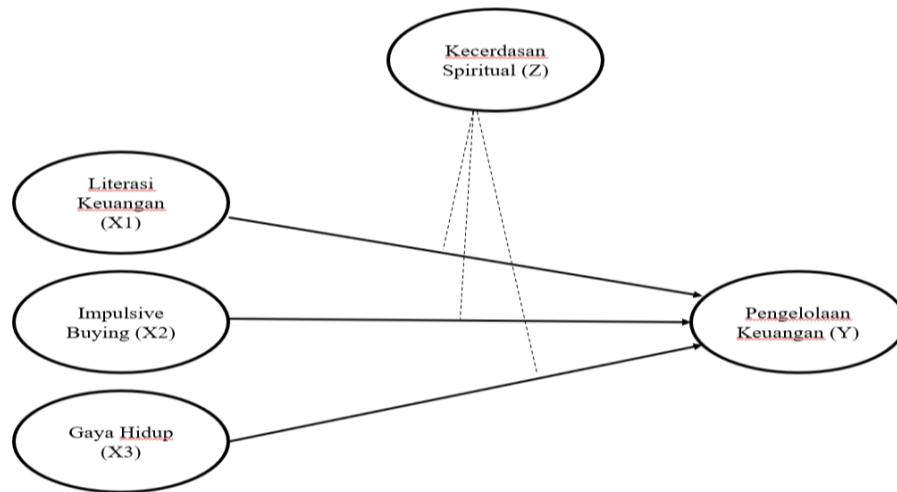 Kecerdasan
Spiritual (Z)
Literasi
Keuangan
(X1)
Impulsive
Buying (X2)
Pengelolaan
Keuangan (Y)
Gaya Hidup
(X3)